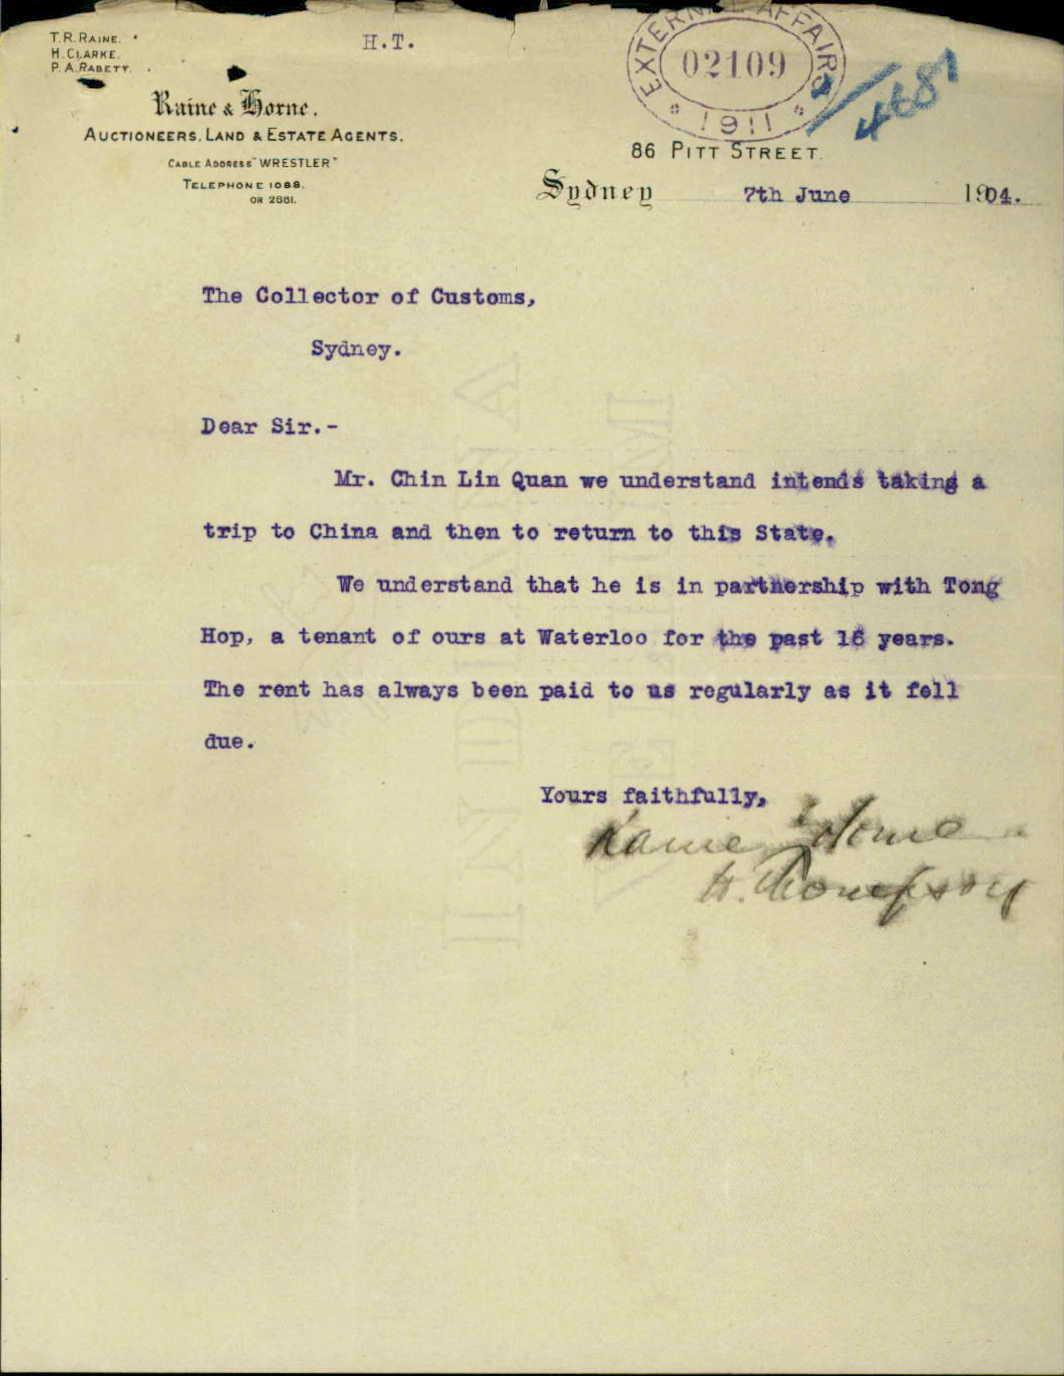 T. R. RAINE.
H. CLARKE.
P. A. RABETT.
H.T.
EXTERNAL AFFAIRS
02109
1911
4687
Raine & Horne.
AUCTIONEERS, LAND & ESTATE AGENTS.
CABLE ADDRESS "WRESTLER"
TELEPHONE 1088.
OR 2881.
86 PITT STREET.
Sydney 7th June 1904.
The Collector of Customs,
Sydney.
Dear Sir.-
Mr. Chin Lin Quan we understand intends taking a
trip to China and then to return to this State.
We understand that he is in partnership with Tong
Hop, a tenant of ours at Waterloo for the past 16 years.
The rent has always been paid to us regularly as it fell
due.
Yours faithfully,
Raine & Horne
H. Thompson